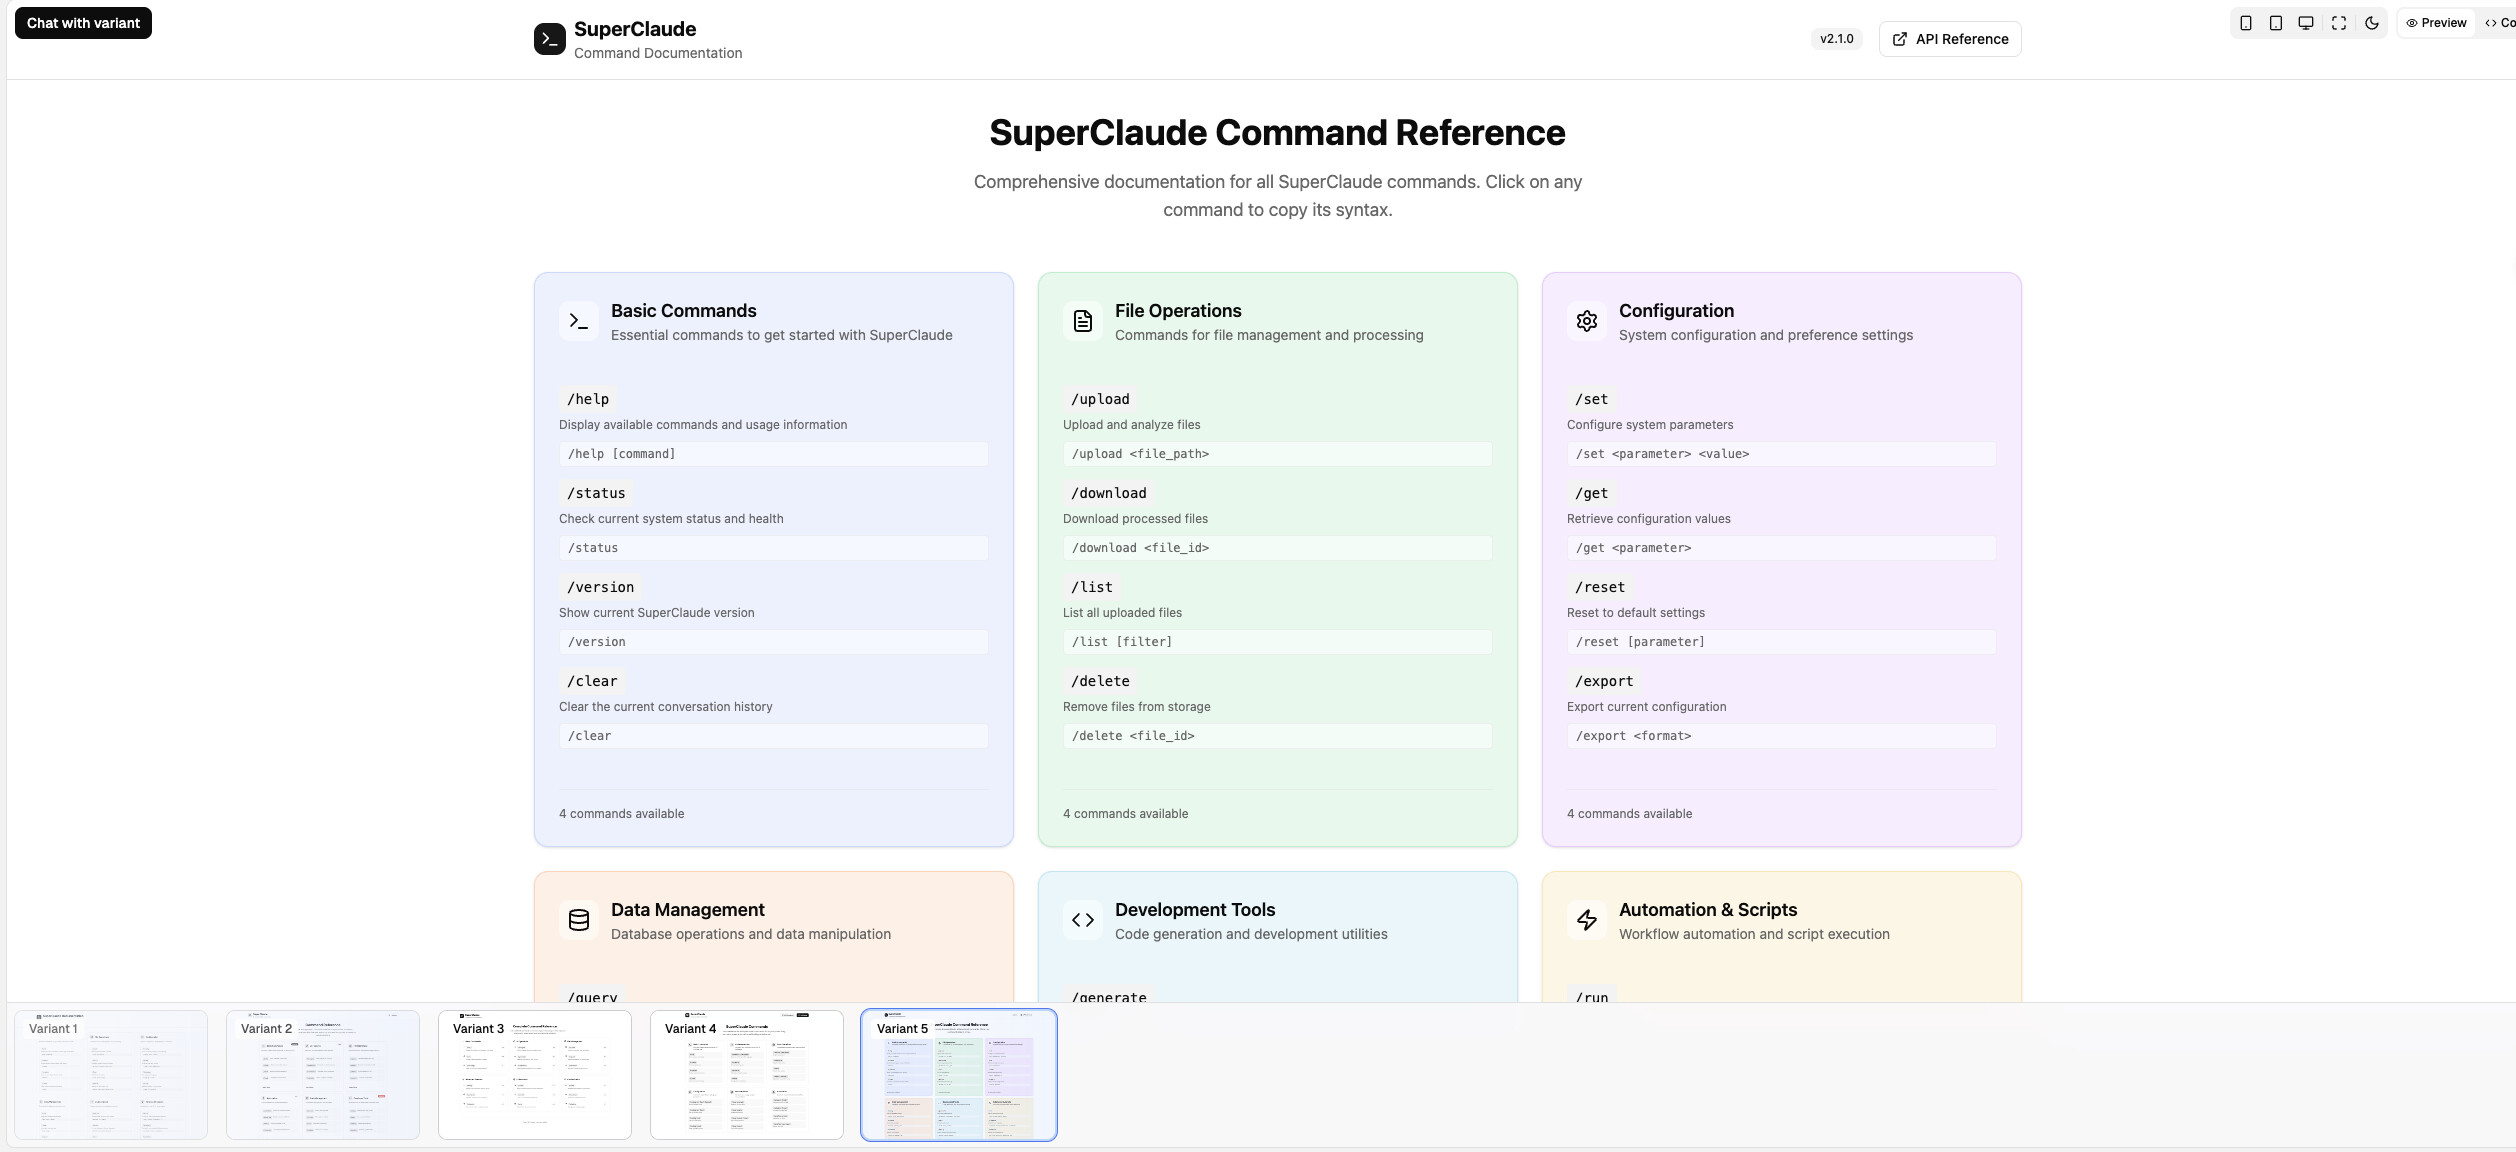 Chat with variant
SuperClaude
Command Documentation
v2.1.0
API Reference
Preview
Co
SuperClaude Command Reference
Comprehensive documentation for all SuperClaude commands. Click on any
command to copy its syntax.
Basic Commands
Essential commands to get started with SuperClaude
/help
Display available commands and usage information
/help [command]
/status
Check current system status and health
/status
/version
Show current SuperClaude version
/version
/clear
Clear the current conversation history
/clear
4 commands available
File Operations
Commands for file management and processing
/upload
Upload and analyze files
/upload <file_path>
/download
Download processed files
/download <file_id>
/list
List all uploaded files
/list [filter]
/delete
Remove files from storage
/delete <file_id>
4 commands available
Configuration
System configuration and preference settings
/set
Configure system parameters
/set <parameter> <value>
/get
Retrieve configuration values
/get <parameter>
/reset
Reset to default settings
/reset [parameter]
/export
Export current configuration
/export <format>
4 commands available
Data Management
Database operations and data manipulation
/query
Development Tools
Code generation and development utilities
/generate
Automation & Scripts
Workflow automation and script execution
/run
Variant 1
Variant 2
Variant 3
Variant 4
Variant 5